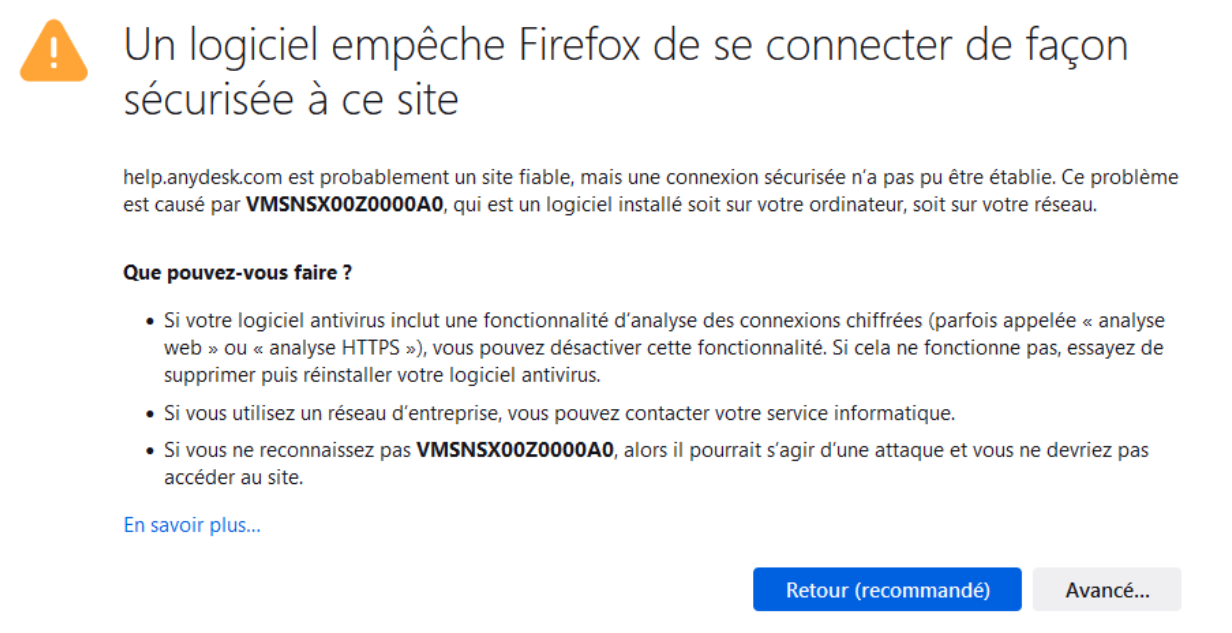 Un logiciel empêche Firefox de se connecter de façon
sécurisée à ce site
help.anydesk.com est probablement un site fiable, mais une connexion sécurisée n’a pas pu être établie. Ce problème
est causé par VMSNSX00Z0000A0, qui est un logiciel installé soit sur votre ordinateur, soit sur votre réseau.
Que pouvez-vous faire ?
• Si votre logiciel antivirus inclut une fonctionnalité d’analyse des connexions chiffrées (parfois appelée « analyse
web » ou « analyse HTTPS »), vous pouvez désactiver cette fonctionnalité. Si cela ne fonctionne pas, essayez de
supprimer puis réinstaller votre logiciel antivirus.
• Si vous utilisez un réseau d’entreprise, vous pouvez contacter votre service informatique.
• Si vous ne reconnaissez pas VMSNSX00Z0000A0, alors il pourrait s’agir d’une attaque et vous ne devriez pas
accéder au site.
En savoir plus…
Retour (recommandé)
Avancé…